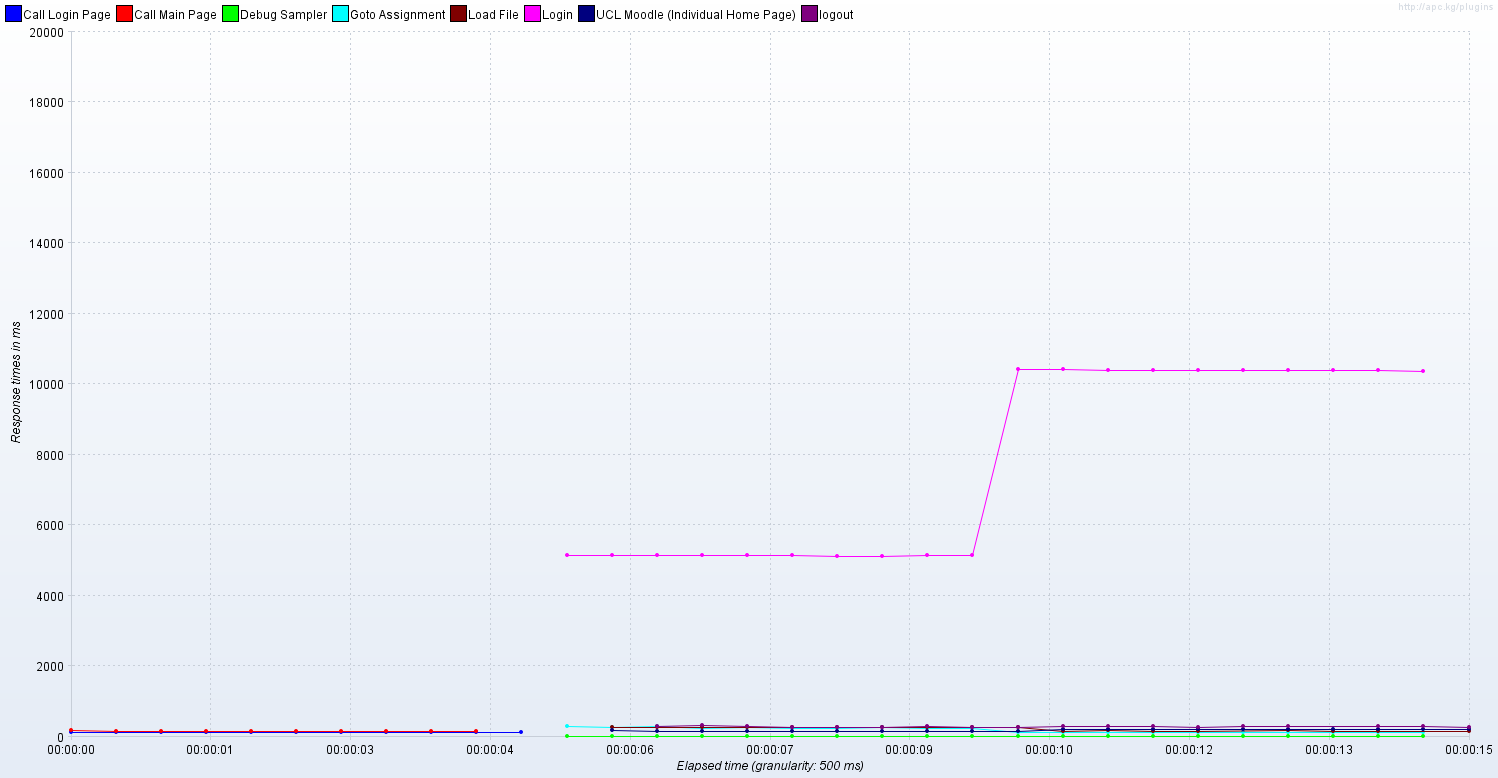 Call Login Page Call Main Page Debug Sampler Goto Assignment Load File Login UCL Moodle (Individual Home Page) logout
http://apc.kg/plugins
20000
18000
16000
14000
12000
10000
8000
6000
4000
2000
0
Response times in ms
00:00:00 00:00:01 00:00:03 00:00:04 00:00:06 00:00:07 00:00:09 00:00:10 00:00:12 00:00:13 00:00:15
Elapsed time (granularity: 500 ms)